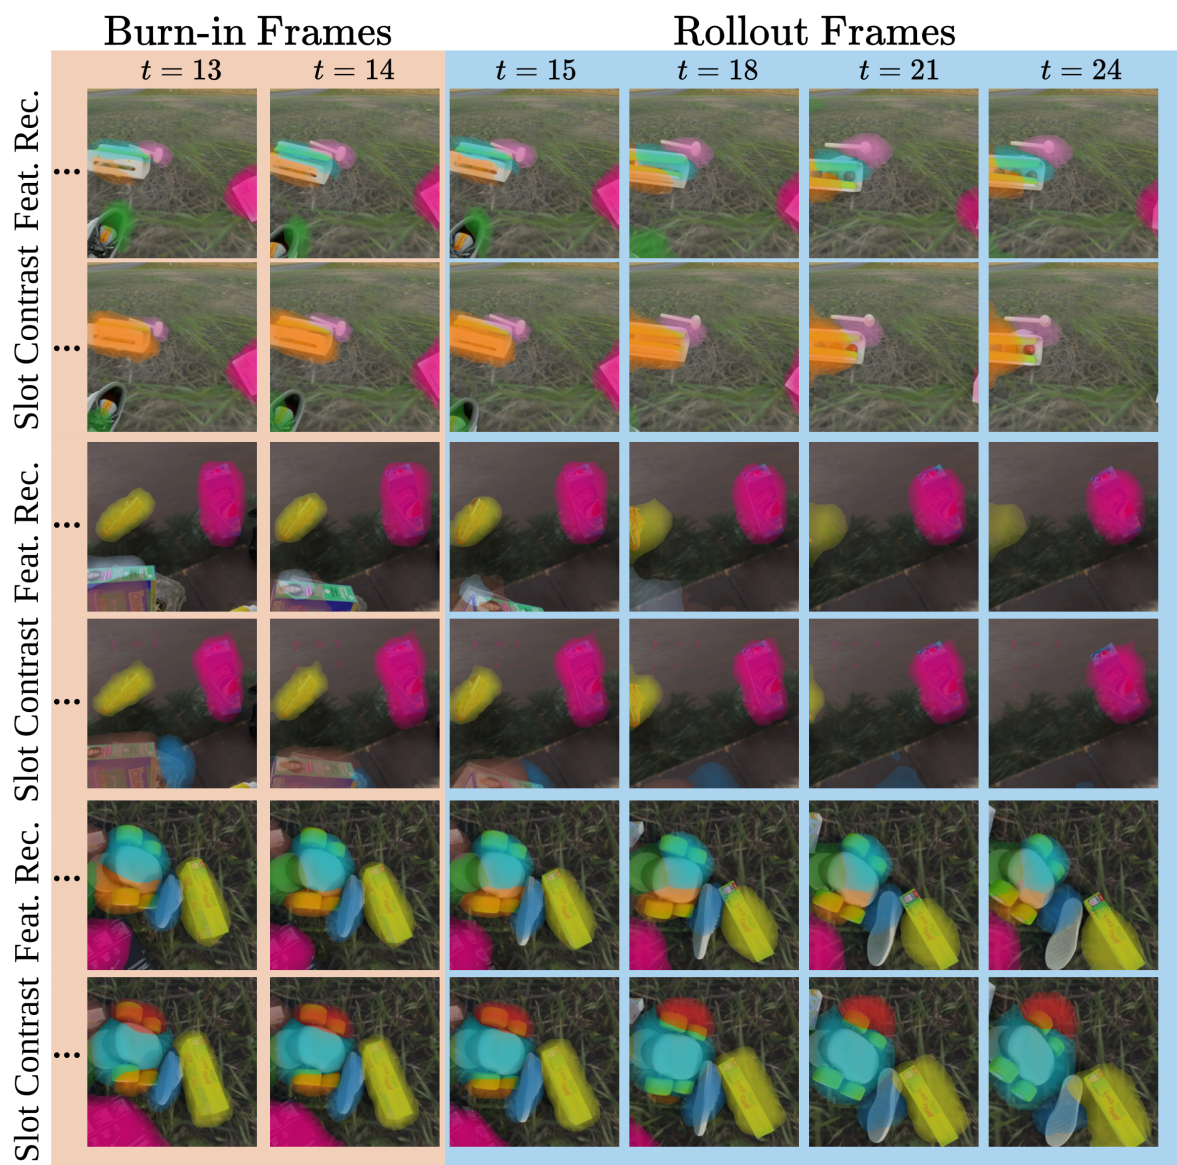 Burn-in Frames
Rollout Frames
t = 13
t = 14
t = 15
t = 18
t = 21
t = 24
Feat. Rec.
...
Slot Contrast
...
Feat. Rec.
...
Slot Contrast
...
Feat. Rec.
...
Slot Contrast
...